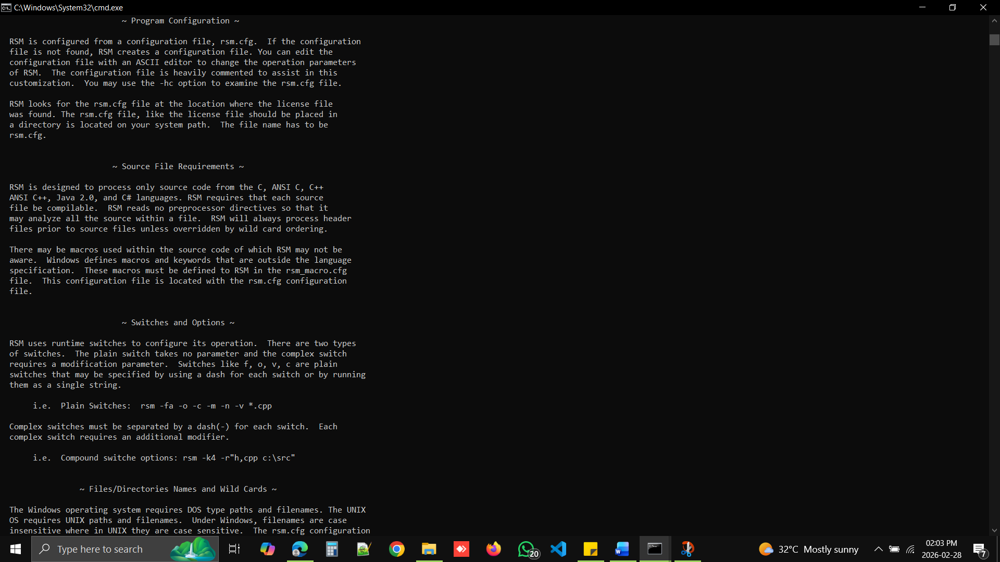 C:\Windows\System32\cmd.exe
~ Program Configuration ~
RSM is configured from a configuration file, rsm.cfg.  If the configuration
file is not found, RSM creates a configuration file. You can edit the
configuration file with an ASCII editor to change the operation parameters
of RSM.  The configuration file is heavily commented to assist in this
customization.  You may use the -hc option to examine the rsm.cfg file.
RSM looks for the rsm.cfg file at the location where the license file
was found. The rsm.cfg file, like the license file should be placed in
a directory is located on your system path.  The file name has to be
rsm.cfg.
~ Source File Requirements ~
RSM is designed to process only source code from the C, ANSI C, C++
ANSI C++, Java 2.0, and C# languages. RSM requires that each source
file be compilable.  RSM reads no preprocessor directives so that it
may analyze all the source within a file.  RSM will always process header
files prior to source files unless overridden by wild card ordering.
There may be macros used within the source code of which RSM may not be
aware.  Windows defines macros and keywords that are outside the language
specification.  These macros must be defined to RSM in the rsm_macro.cfg
file.  This configuration file is located with the rsm.cfg configuration
file.
~ Switches and Options ~
RSM uses runtime switches to configure its operation.  There are two types
of switches.  The plain switch takes no parameter and the complex switch
requires a modification parameter.  Switches like f, o, v, c are plain
switches that may be specified by using a dash for each switch or by running
them as a single string.
i.e.  Plain Switches:  rsm -fa -o -c -m -n -v *.cpp
Complex switches must be separated by a dash(-) for each switch.  Each
complex switch requires an additional modifier.
i.e.  Compound switche options: rsm -k4 -r"h,cpp c:\src"
~ Files/Directories Names and Wild Cards ~
The Windows operating system requires DOS type paths and filenames. The UNIX
OS requires UNIX paths and filenames.  Under Windows, filenames are case
insensitive where in UNIX they are case sensitive.  The rsm.cfg configuration
Type here to search
20
32°C  Mostly sunny
02:03 PM
2026-02-28
7